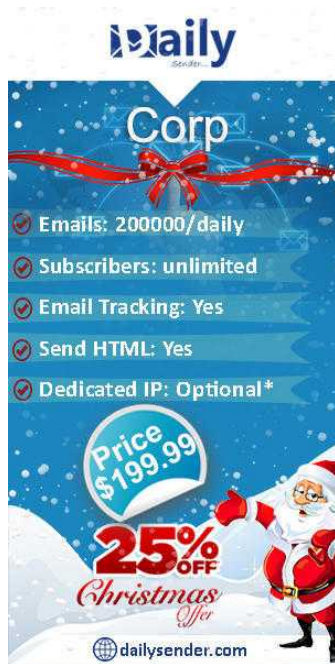 Daily
Sender...
Corp
Emails: 200000/daily
Subscribers: unlimited
Email Tracking: Yes
Send HTML: Yes
Dedicated IP: Optional*
Price
$199.99
25%
OFF
Christmas
Offer
dailysender.com